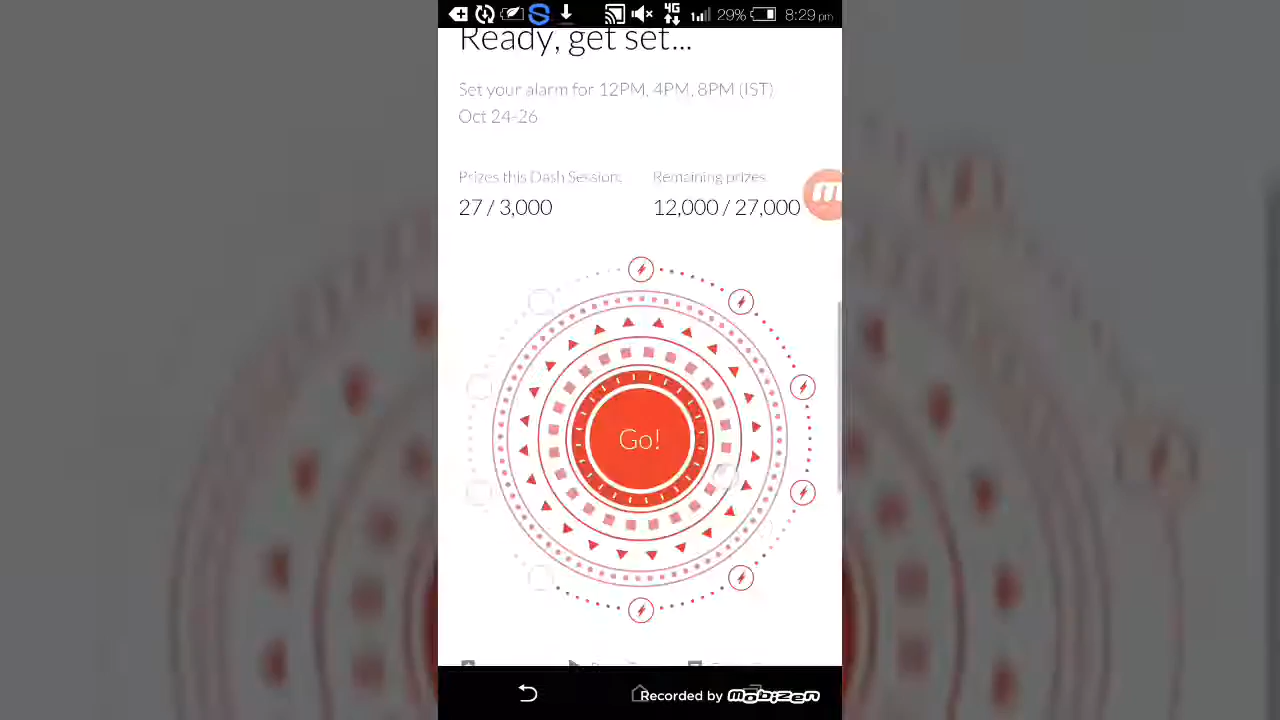 4G
29%
8:29 pm
Ready, get set...
Set your alarm for 12PM, 4PM, 8PM (IST)
Oct 24-26
Prizes this Dash Session:
Remaining prizes
27 / 3,000
12,000 / 27,000
Go!
Recorded by mobizen